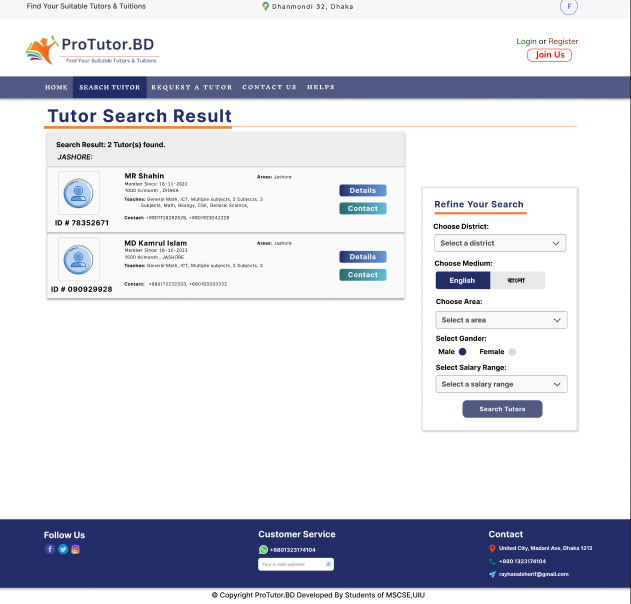 Find Your Suitable Tutors & Tuitions
Dhanmondi 32, Dhaka
F
ProTutor.BD
Find Your Suitable Tutors & Tuitions
Login or Register
Join Us
HOME SEARCH TUITOR REQUEST A TUTOR CONTACT US HELPS
Tutor Search Result
Search Result: 2 Tutor(s) found.
JASHORE:
MR Shahin
Areas: Jashore
Member Since: 18-11-2022
1000 tk/month , DHAKA
Teaches: General Math, ICT, Multiple subjects, 2 Subjects, 3
Subjects, Math, Biology, CSE, General Science,
Contact: +8801728282828, +8801923242228
ID # 78352671
Details
Contact
MD Kamrul Islam
Areas: Jashore
Member Since: 10-12-2023
1500 tk/month , JASHORE
Teaches: General Math, ICT, Multiple subjects, 2 Subjects, 3
Contact: +880172232333, +880193333332
ID # 090929928
Details
Contact
Refine Your Search
Choose District:
Select a district
Choose Medium:
English বাংলা
Choose Area:
Select a area
Select Gander:
Male Female
Select Salary Range:
Select a salary range
Search Tutors
Follow Us
Customer Service
+8801323174104
Your e-mail address
Contact
United City, Madani Ave, Dhaka 1212
+880 1323174104
rayhanalshorif@gmail.com
© Copyright ProTutor.BD Developed By Students of MSCSE,UIU